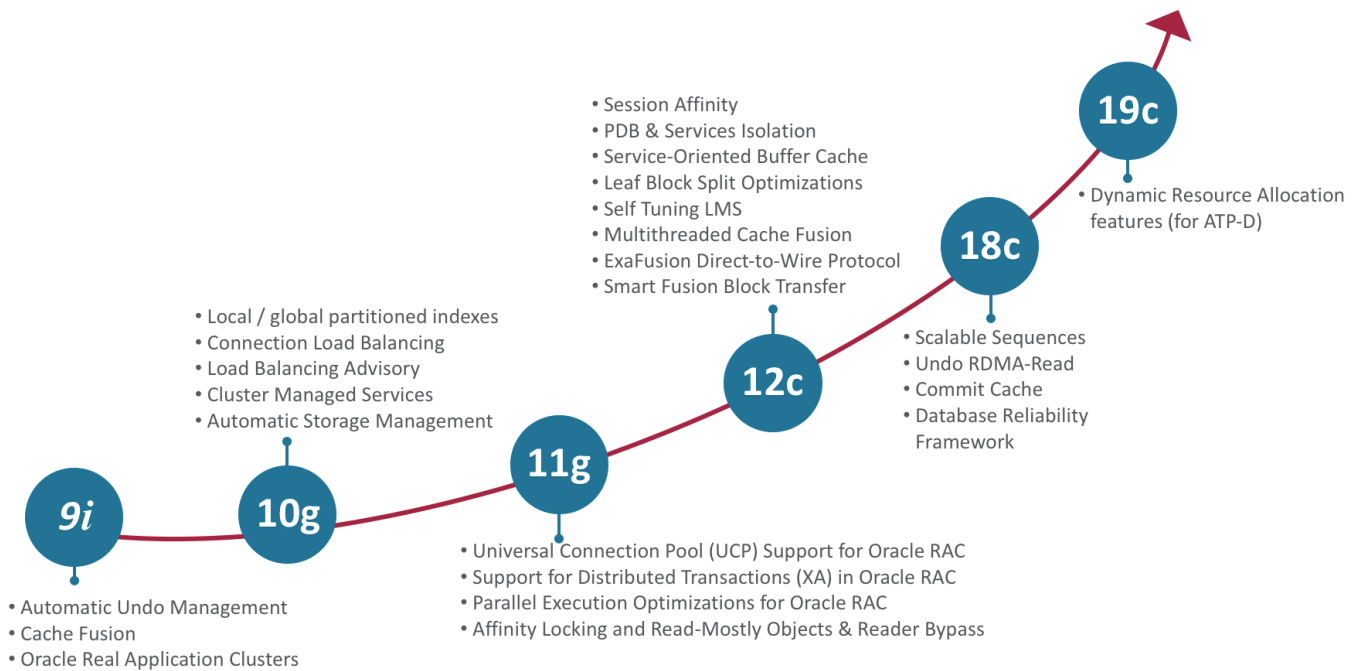 9i
• Automatic Undo Management
• Cache Fusion
• Oracle Real Application Clusters
• Local / global partitioned indexes
• Connection Load Balancing
• Load Balancing Advisory
• Cluster Managed Services
• Automatic Storage Management
10g
11g
• Universal Connection Pool (UCP) Support for Oracle RAC
• Support for Distributed Transactions (XA) in Oracle RAC
• Parallel Execution Optimizations for Oracle RAC
• Affinity Locking and Read-Mostly Objects & Reader Bypass
• Session Affinity
• PDB & Services Isolation
• Service-Oriented Buffer Cache
• Leaf Block Split Optimizations
• Self Tuning LMS
• Multithreaded Cache Fusion
• ExaFusion Direct-to-Wire Protocol
• Smart Fusion Block Transfer
12c
18c
• Scalable Sequences
• Undo RDMA-Read
• Commit Cache
• Database Reliability
Framework
19c
• Dynamic Resource Allocation
features (for ATP-D)